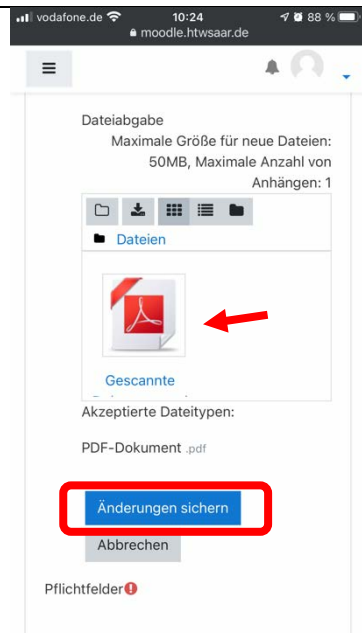 vodafone.de 10:24 88 %
moodle.htwsaar.de
Dateiabgabe
Maximale Größe für neue Dateien:
50MB, Maximale Anzahl von
Anhängen: 1
Dateien
Gescannte
Akzeptierte Dateitypen:
PDF-Dokument .pdf
Änderungen sichern
Abbrechen
Pflichtfelder